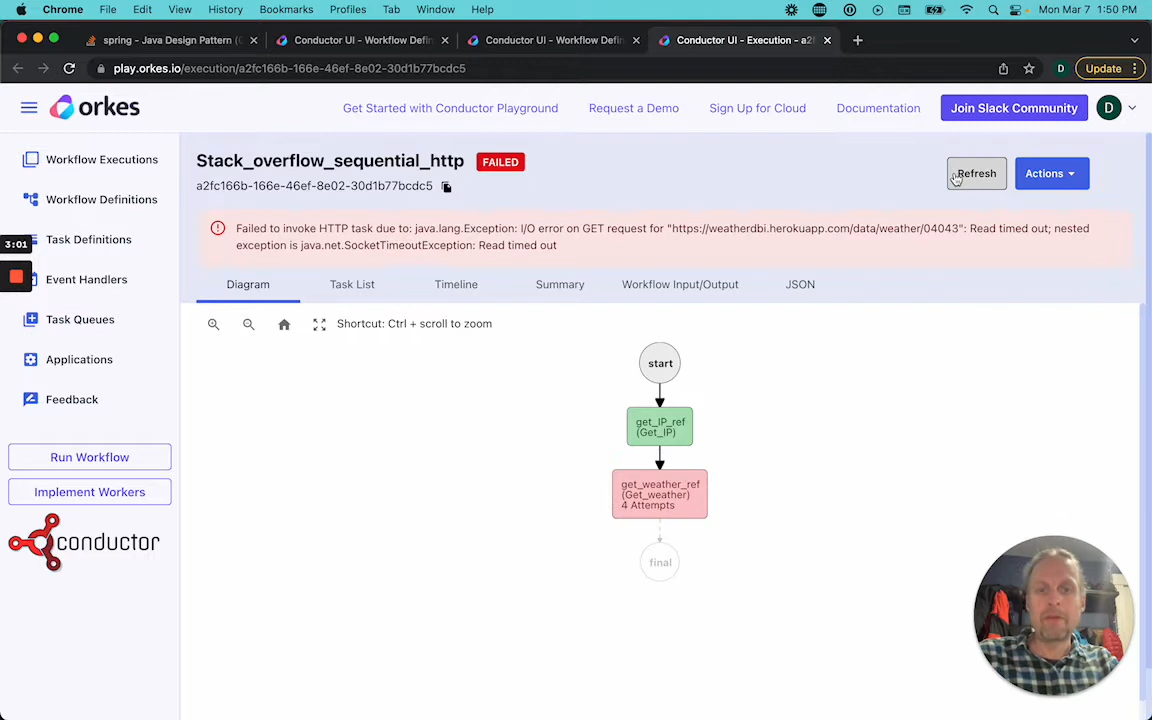 Chrome File Edit View History Bookmarks Profiles Tab Window Help Mon Mar 7 1:50 PM
spring - Java Design Pattern (
Conductor UI - Workflow Defin
Conductor UI - Workflow Defin
Conductor UI - Execution - a2f
play.orkes.io/execution/a2fc166b-166e-46ef-8e02-30d1b77bcdc5
D
Update
orkes
Get Started with Conductor Playground
Request a Demo
Sign Up for Cloud
Documentation
Join Slack Community
D
Workflow Executions
Workflow Definitions
Task Definitions
3:01
Event Handlers
Task Queues
Applications
Feedback
Run Workflow
Implement Workers
conductor
Stack_overflow_sequential_http FAILED
a2fc166b-166e-46ef-8e02-30d1b77bcdc5
Refresh
Actions
Failed to invoke HTTP task due to: java.lang.Exception: I/O error on GET request for "https://weatherdbi.herokuapp.com/data/weather/04043": Read timed out; nested
exception is java.net.SocketTimeoutException: Read timed out
Diagram Task List Timeline Summary Workflow Input/Output JSON
Shortcut: Ctrl + scroll to zoom
start
get_IP_ref
(Get_IP)
get_weather_ref
(Get_weather)
4 Attempts
final